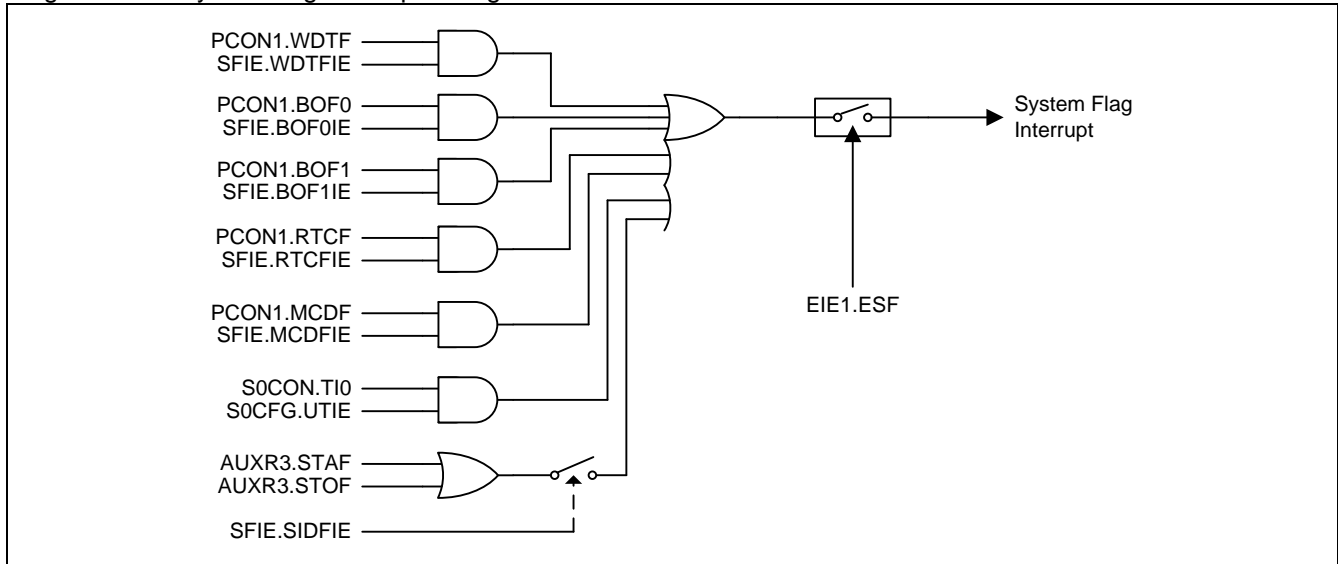 PCON1.WDTF
SFIE.WDTFIE
PCON1.BOF0
SFIE.BOF0IE
PCON1.BOF1
SFIE.BOF1IE
PCON1.RTCF
SFIE.RTCFIE
PCON1.MCDF
SFIE.MCDFIE
S0CON.TI0
S0CFG.UTIE
AUXR3.STAF
AUXR3.STOF
SFIE.SIDFIE
System Flag
Interrupt
EIE1.ESF